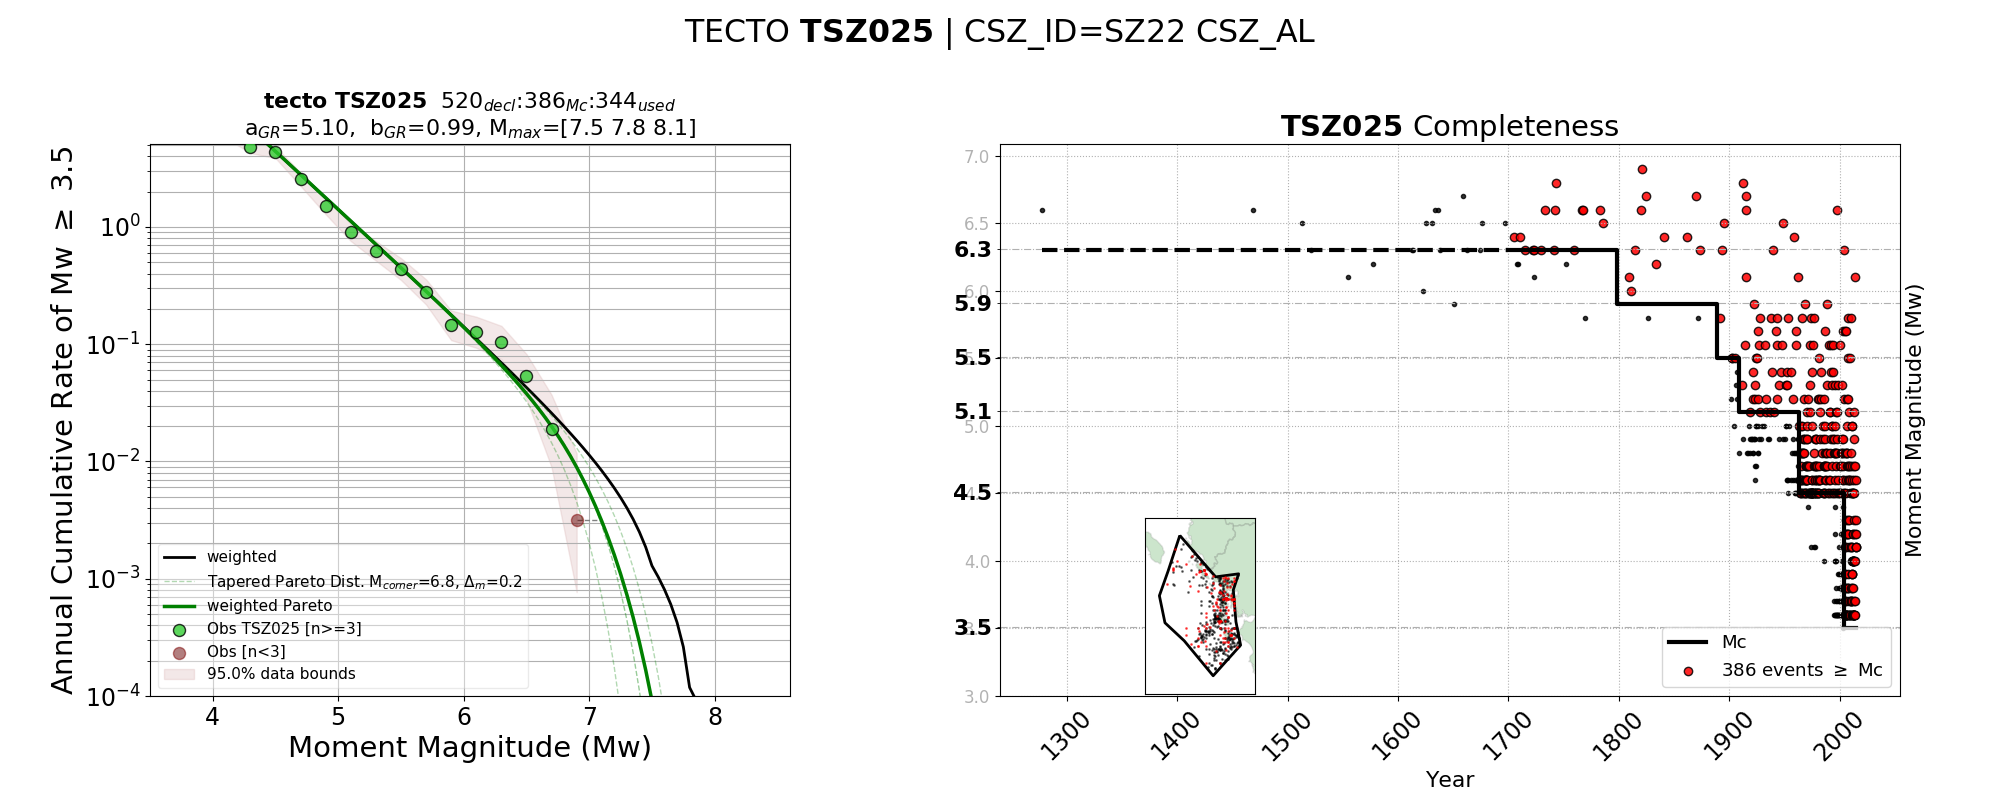 TECTO TSZ025 | CSZ_ID=SZ22 CSZ_AL
tecto TSZ025 520decl:386Mc:344used
aGR=5.10, bGR=0.99, Mmax=[7.5 7.8 8.1]
Annual Cumulative Rate of Mw ≥ 3.5
10^0
10^-1
10^-2
10^-3
10^-4
weighted
Tapered Pareto Dist. Mcorner=6.8, Δm=0.2
weighted Pareto
Obs TSZ025 [n>=3]
Obs [n<3]
95.0% data bounds
4 5 6 7 8
Moment Magnitude (Mw)
TSZ025 Completeness
7.0
6.5
6.3
6.0
5.9
5.5
5.1
5.0
4.5
4.0
3.5
3.0
Mc
386 events ≥ Mc
1300 1400 1500 1600 1700 1800 1900 2000
Year
Moment Magnitude (Mw)